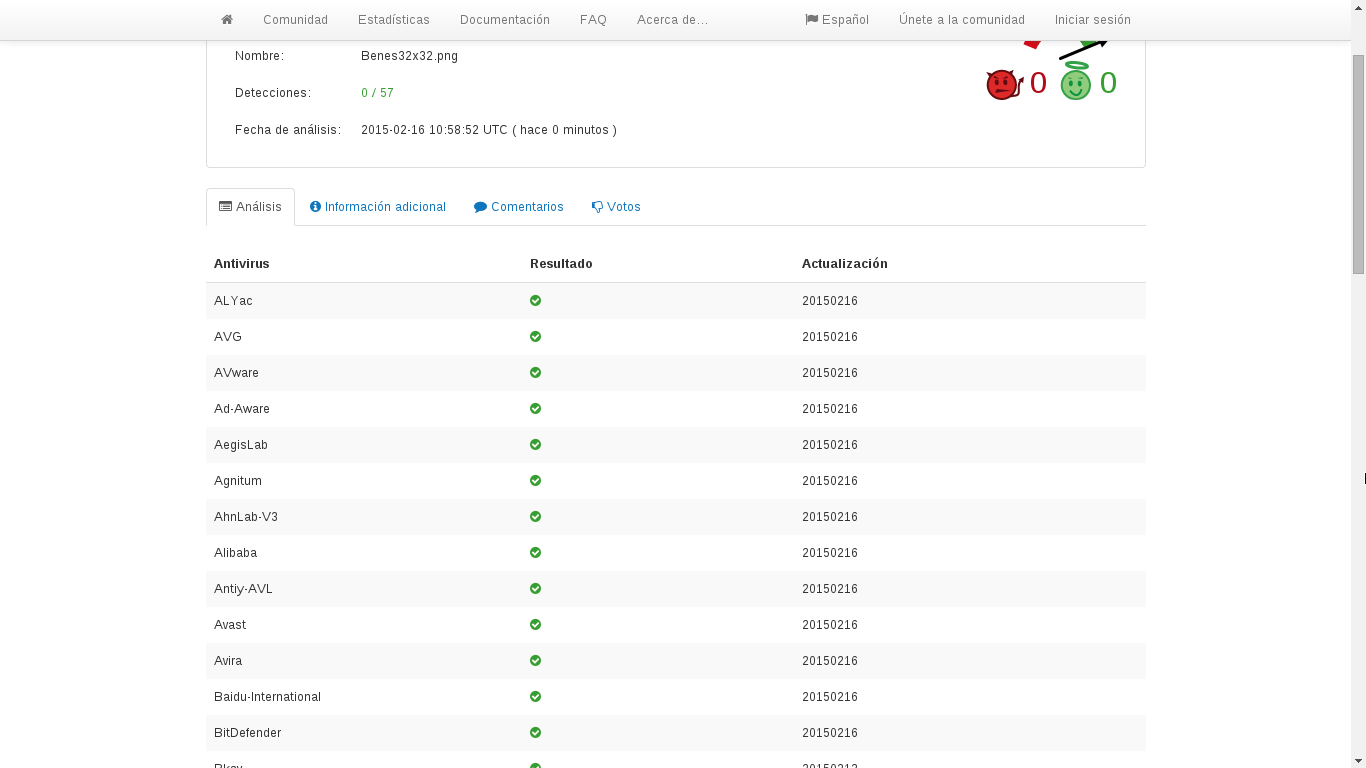 Comunidad Estadísticas Documentación FAQ Acerca de... Español Únete a la comunidad Iniciar sesión
Nombre: Benes32x32.png
0 0
Detecciones: 0 / 57
Fecha de análisis: 2015-02-16 10:58:52 UTC ( hace 0 minutos )
Análisis Información adicional Comentarios Votos
Antivirus Resultado Actualización
ALYac 20150216
AVG 20150216
AVware 20150216
Ad-Aware 20150216
AegisLab 20150216
Agnitum 20150216
AhnLab-V3 20150216
Alibaba 20150216
Antiy-AVL 20150216
Avast 20150216
Avira 20150216
Baidu-International 20150216
BitDefender 20150216